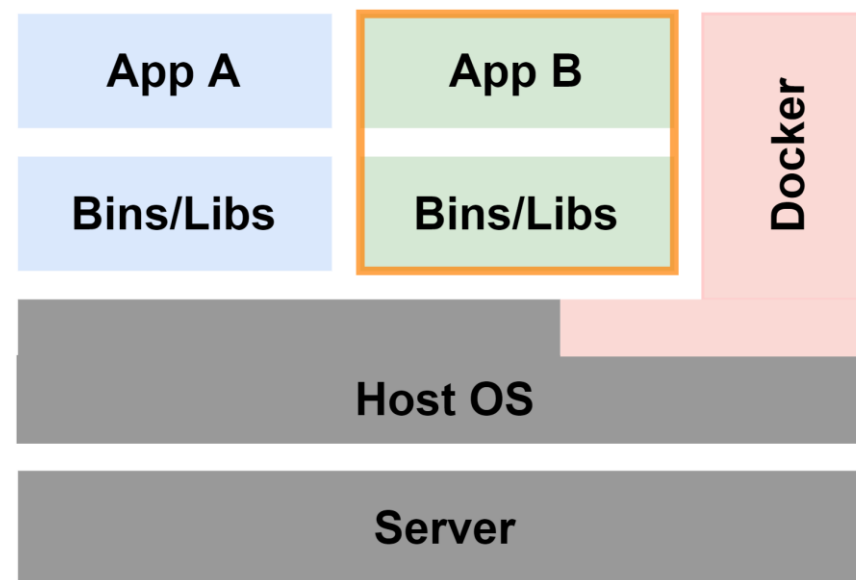 App A
App B
Docker
Bins/Libs
Bins/Libs
Host OS
Server